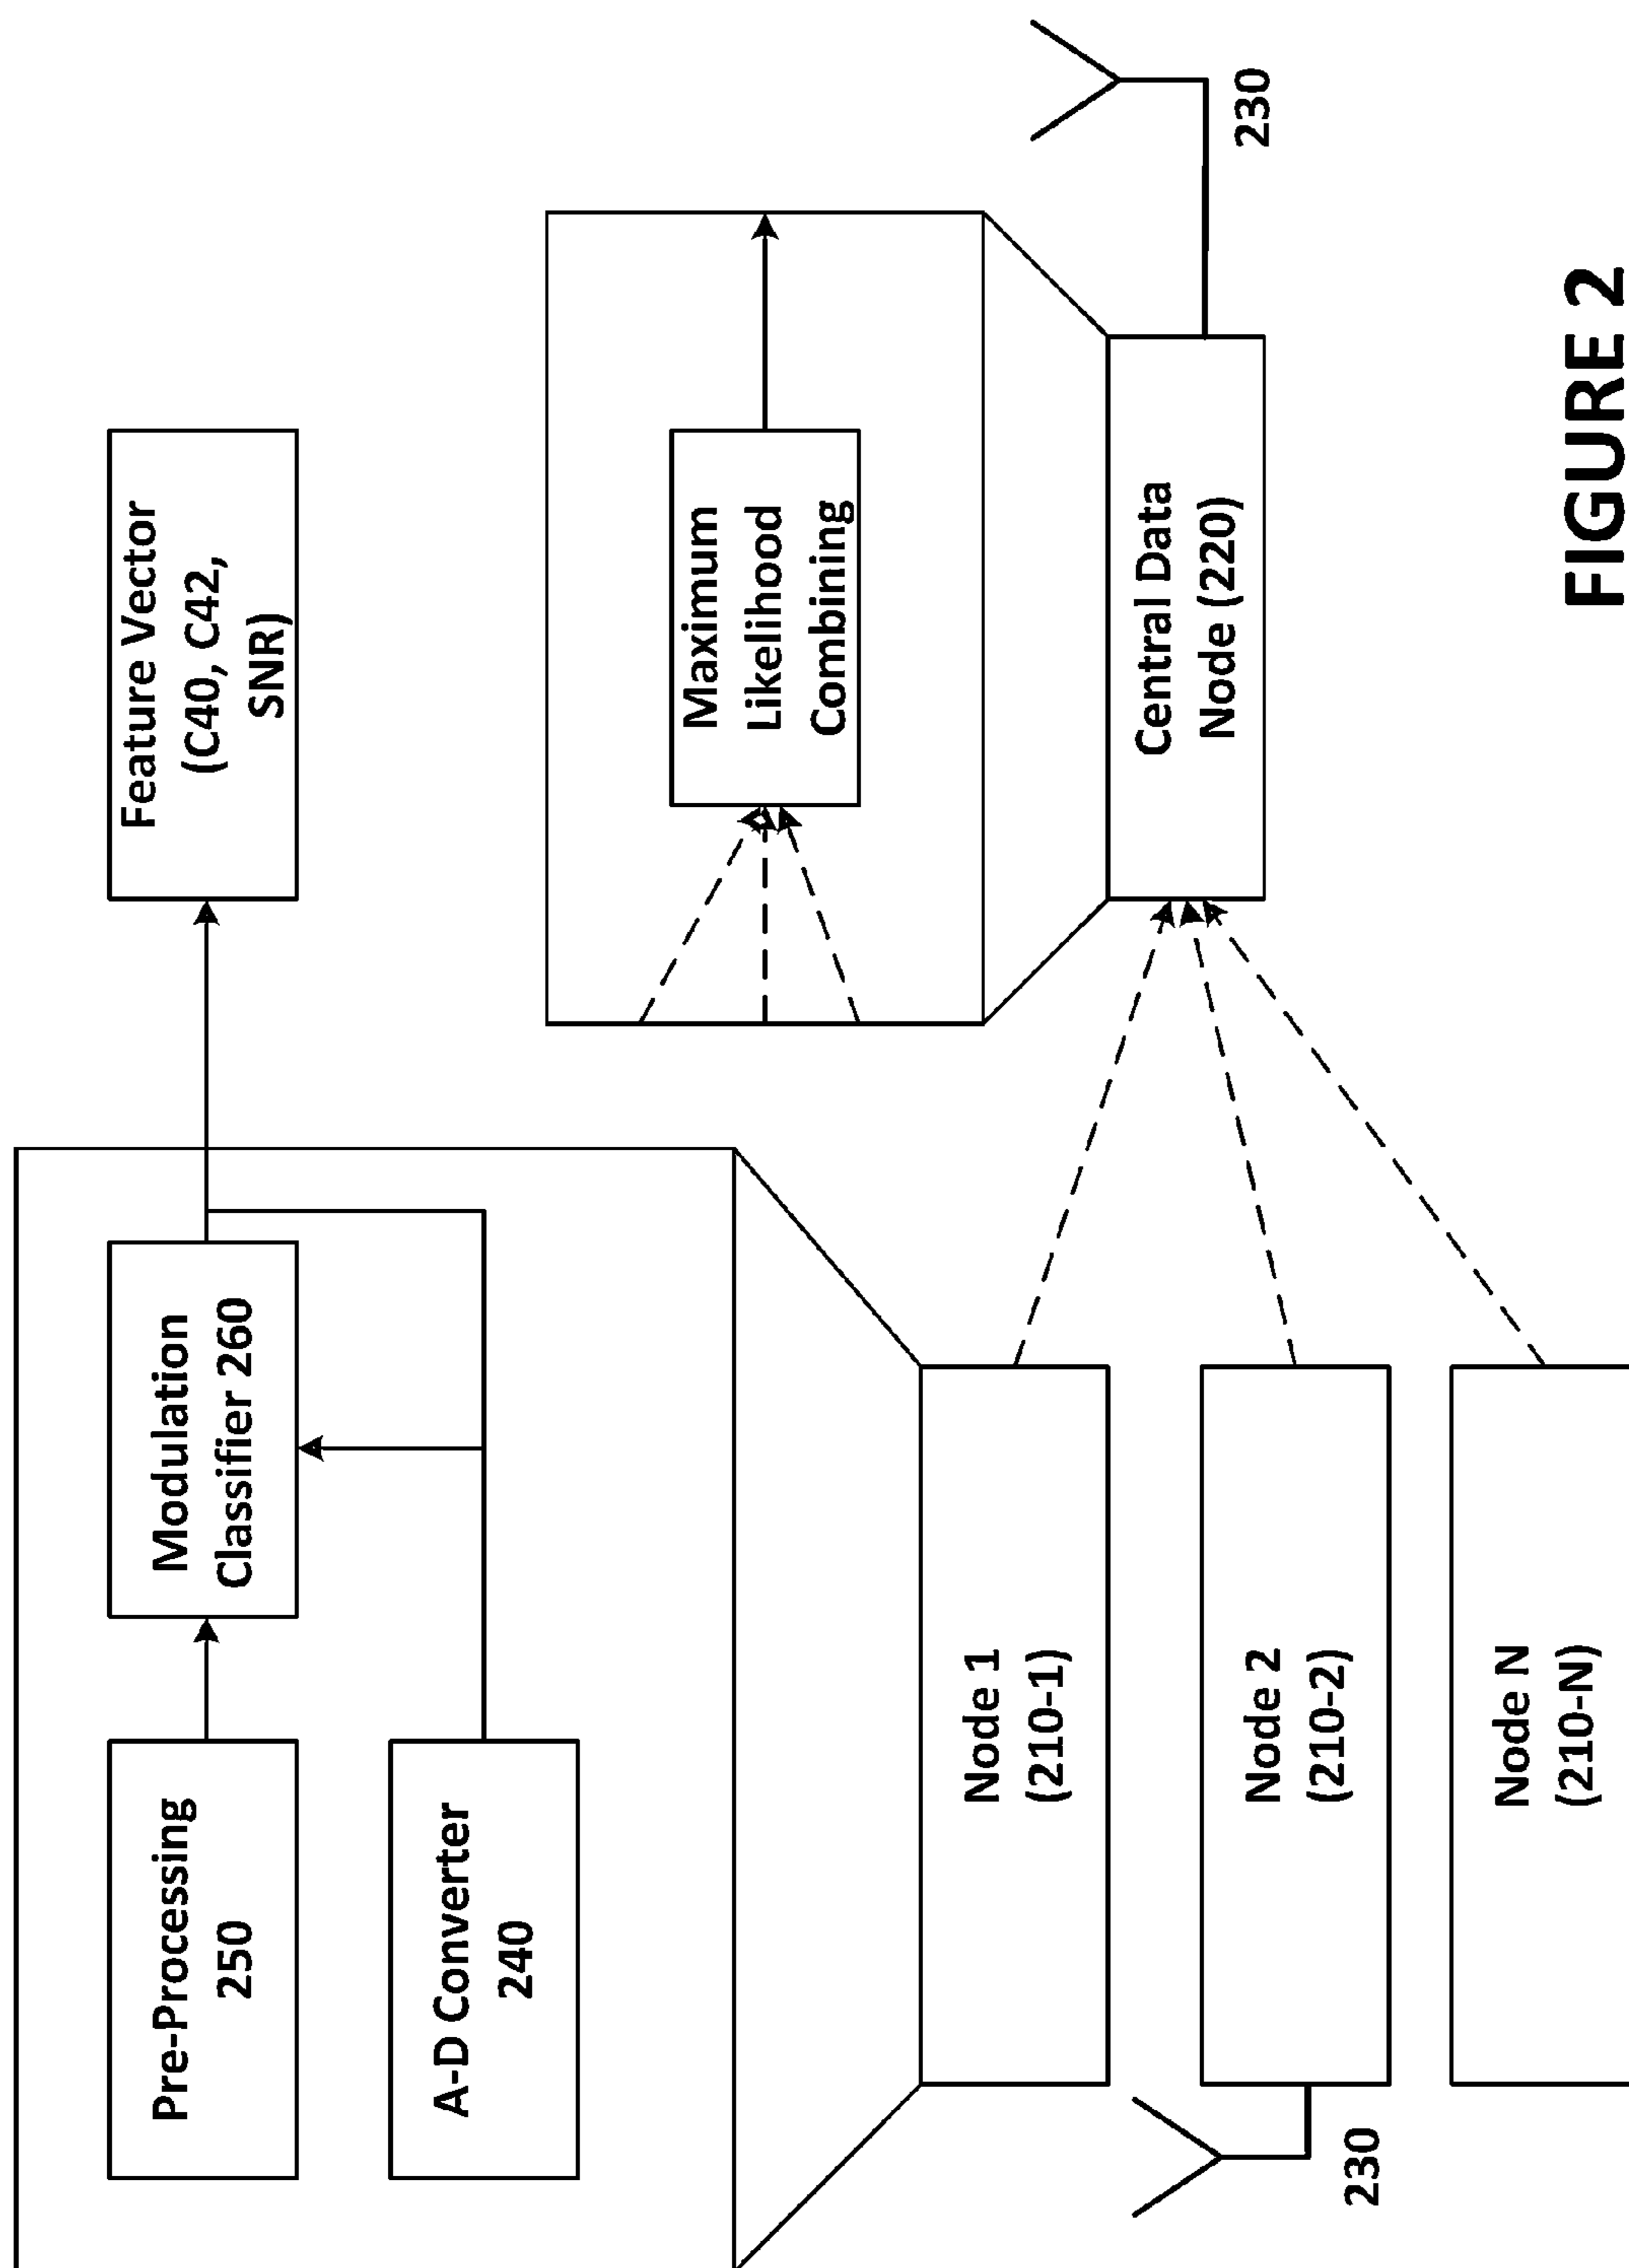 Pre-Processing
250
Modulation
Classifier 260
Feature Vector
(C40, C42,
SNR)
A-D Converter
240
Maximum
Likelihood
Combining
Node 1
(210-1)
Central Data
Node (220)
230
230
Node 2
(210-2)
Node N
(210-N)
FIGURE 2